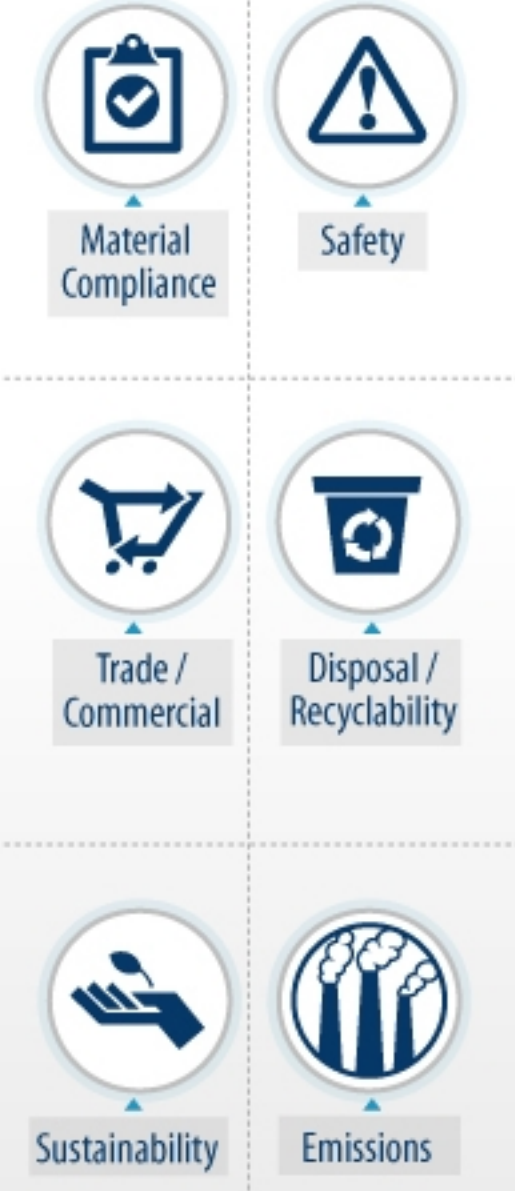 Material
Compliance
Safety
Trade /
Commercial
Disposal /
Recyclability
Sustainability
Emissions